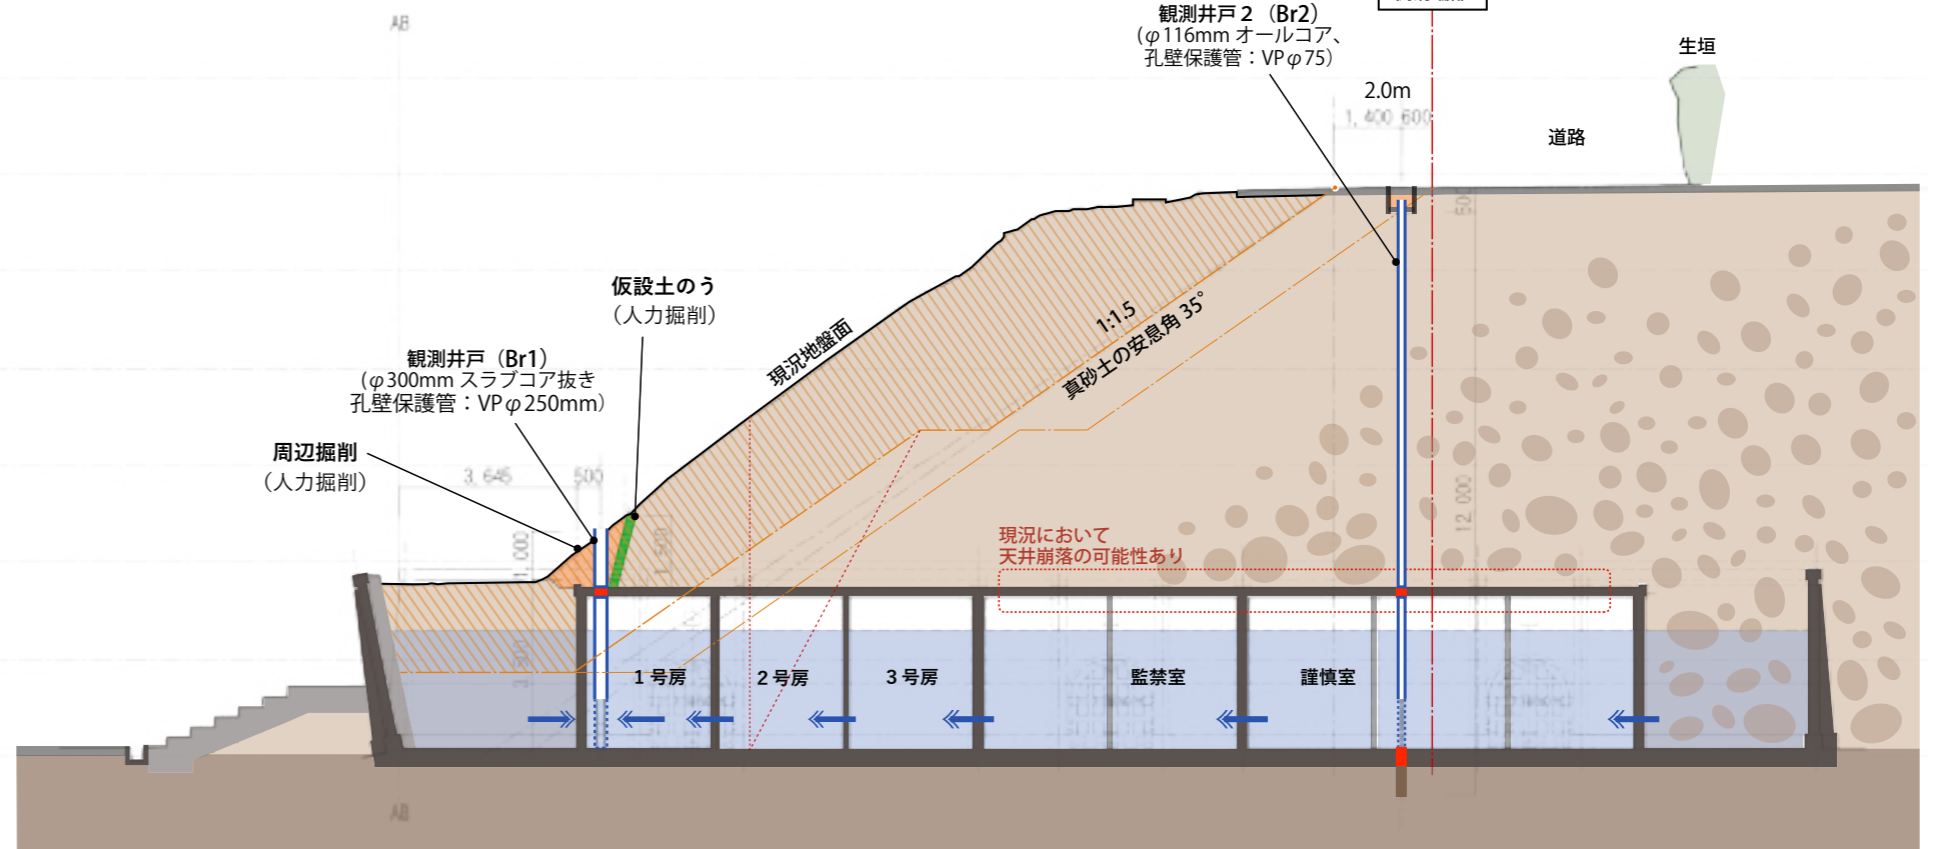 AB
観測井戸２（Br2）
(φ116mm オールコア、
孔壁保護管：VPφ75)
生垣
2.0m
1,400 600
道路
500
仮設土のう
（人力掘削）
現況地盤面
1:1.5
真砂土の安息角 35°
観測井戸（Br1）
(φ300mm スラブコア抜き
孔壁保護管：VPφ250mm)
周辺掘削
（人力掘削）
3,645
500
1,000
12,000
現況において
天井崩落の可能性あり
１号房
２号房
３号房
監禁室
謹慎室
AB